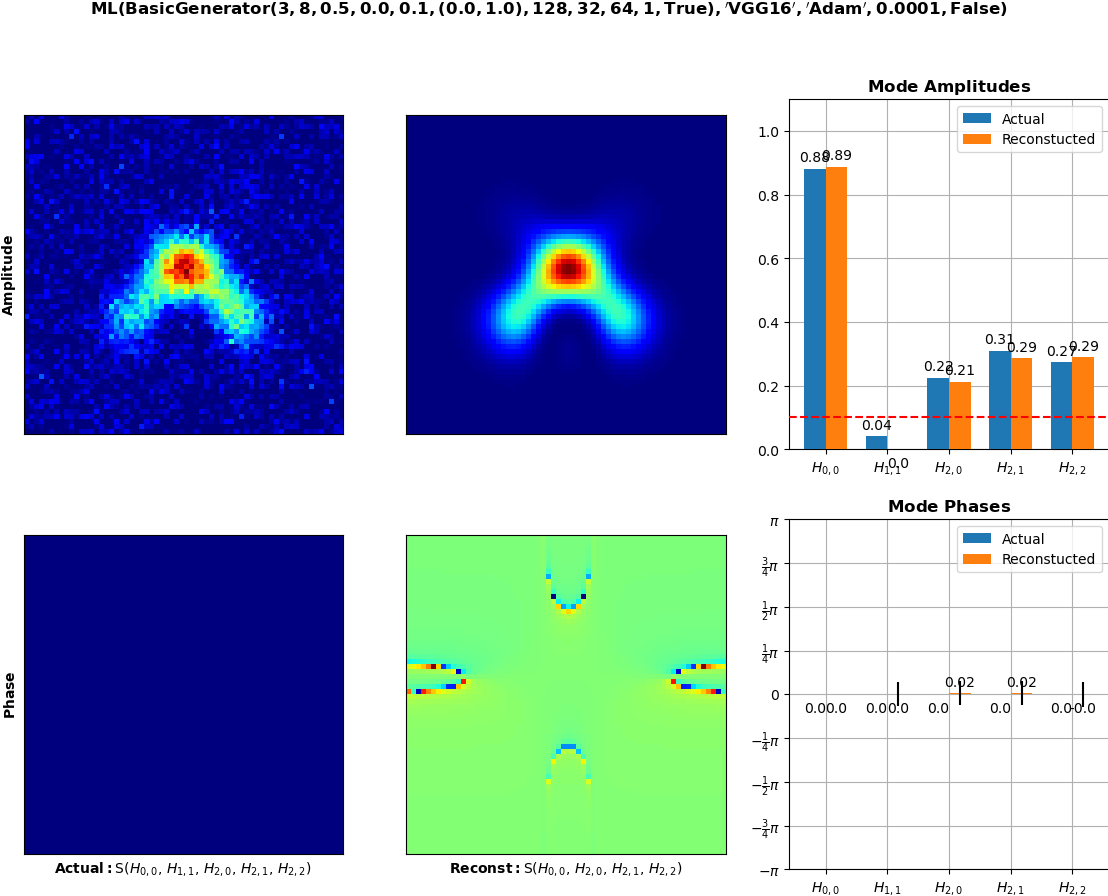 ML(BasicGenerator(3, 8, 0.5, 0.0, 0.1, (0.0, 1.0), 128, 32, 64, 1, True), 'VGG16', 'Adam', 0.0001, False)
Amplitude
Mode Amplitudes
Actual
Reconstucted
1.0
0.8
0.6
0.4
0.2
0.0
0.88
0.89
0.04
0.0
0.22
0.21
0.31
0.29
0.27
0.29
H0,0
H1,1
H2,0
H2,1
H2,2
Phase
Actual: S(H0,0, H1,1, H2,0, H2,1, H2,2)
Reconst: S(H0,0, H2,0, H2,1, H2,2)
Mode Phases
Actual
Reconstucted
π
3/4π
1/2π
1/4π
0
−1/4π
−1/2π
−3/4π
−π
0.0
0.0
0.0
0.0
0.0
0.02
0.0
0.02
0.0
H0,0
H1,1
H2,0
H2,1
H2,2